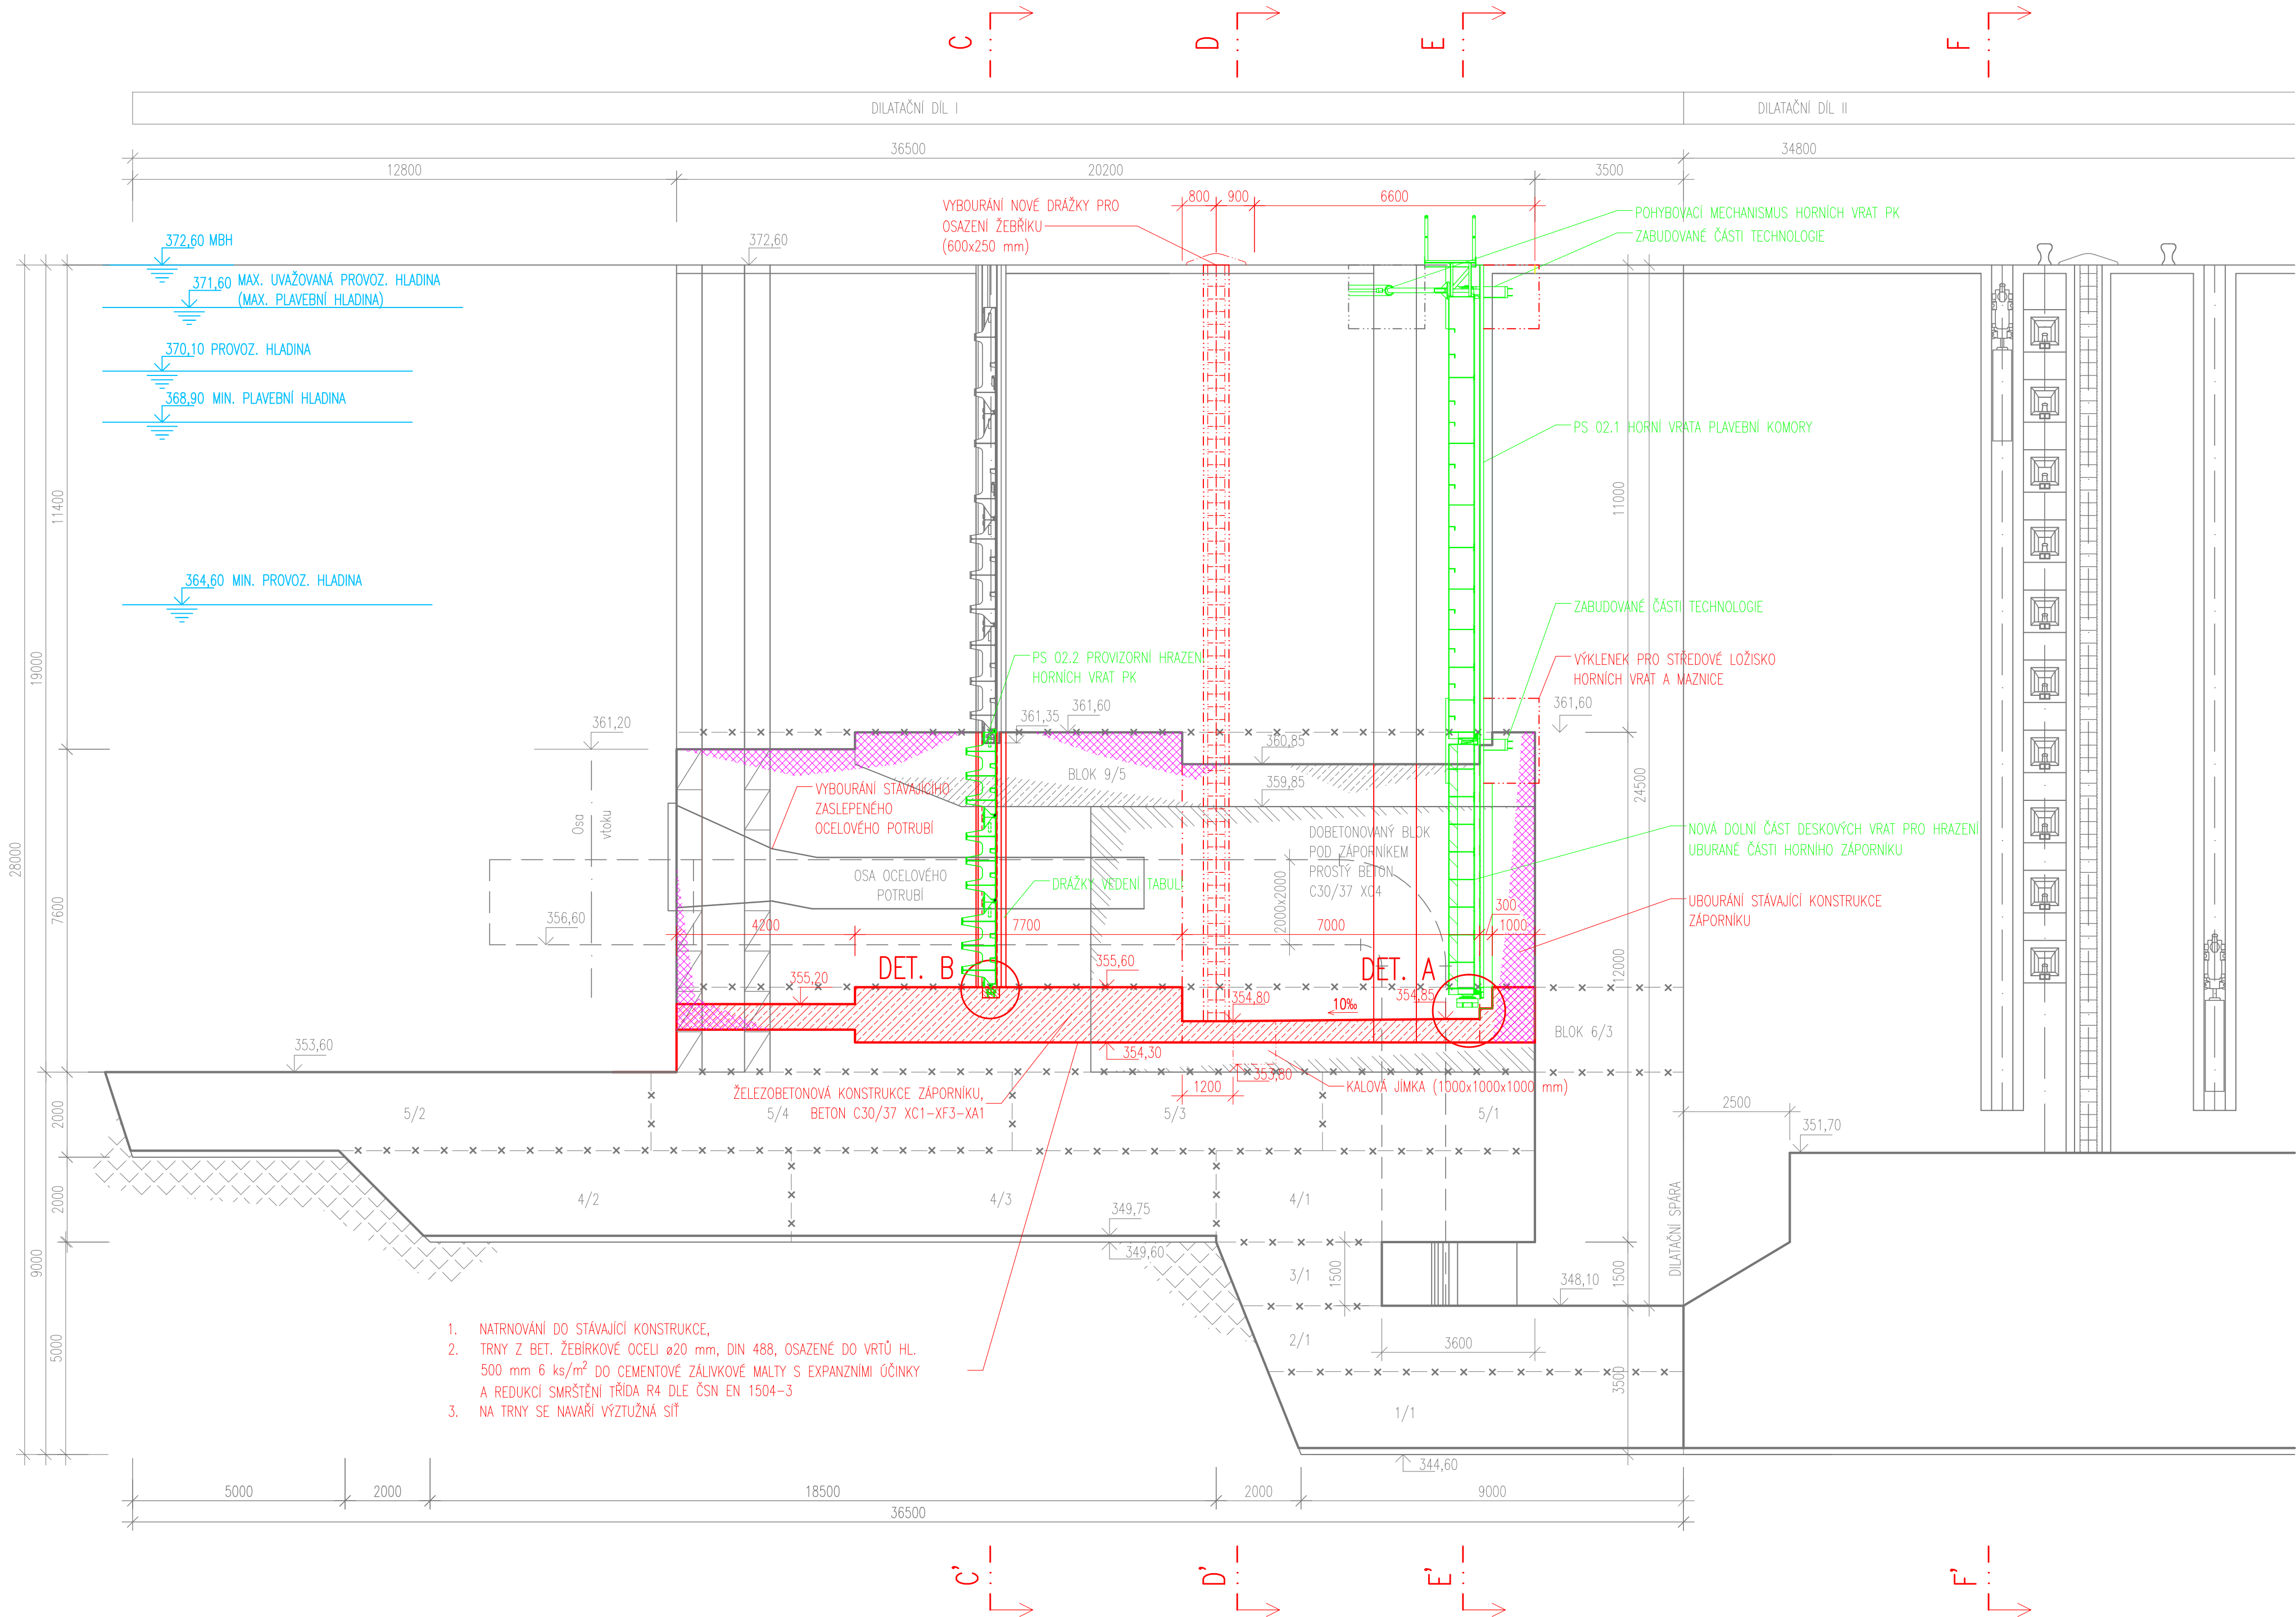 C
D
E
F
DILATAČNÍ DÍL I
DILATAČNÍ DÍL II
36500
34800
12800
20200
3500
800
900
6600
VYBOURÁNÍ NOVÉ DRÁŽKY PRO
OSAZENÍ ŽEBŘÍKU
(600x250 mm)
POHYBOVACÍ MECHANISMUS HORNÍCH VRAT PK
ZABUDOVANÉ ČÁSTI TECHNOLOGIE
372,60 MBH
372,60
371,60
MAX. UVAŽOVANÁ PROVOZ. HLADINA
(MAX. PLAVEBNÍ HLADINA)
370,10 PROVOZ. HLADINA
368,90 MIN. PLAVEBNÍ HLADINA
PS 02.1 HORNÍ VRATA PLAVEBNÍ KOMORY
11400
11000
364,60 MIN. PROVOZ. HLADINA
ZABUDOVANÉ ČÁSTI TECHNOLOGIE
19000
PS 02.2 PROVIZORNÍ HRAZENÍ
HORNÍCH VRAT PK
VÝKLENEK PRO STŘEDOVÉ LOŽISKO
HORNÍCH VRAT A MAZNICE
361,20
361,35
361,60
361,60
360,85
BLOK 9/5
359,85
24500
VYBOURÁNÍ STÁVAJÍCÍHO
ZASLEPENÉHO
OCELOVÉHO POTRUBÍ
Osa
vtoku
DOBETONOVANÝ BLOK
POD ZÁPORNÍKEM
PROSTÝ BETON
C30/37 XC4
NOVÁ DOLNÍ ČÁST DESKOVÝCH VRAT PRO HRAZENÍ
UBURANÉ ČÁSTI HORNÍHO ZÁPORNÍKU
28000
OSA OCELOVÉHO
POTRUBÍ
DRÁŽKY VEDENÍ TABUL
2000x2000
7600
UBOURÁNÍ STÁVAJÍCÍ KONSTRUKCE
ZÁPORNÍKU
356,60
4200
7700
7000
300
1000
DET. B
DET. A
355,20
355,60
12000
354,80
10‰
354,85
353,60
354,30
BLOK 6/3
353,80
1200
KALOVÁ JÍMKA (1000x1000x1000 mm)
ŽELEZOBETONOVÁ KONSTRUKCE ZÁPORNÍKU,
BETON C30/37 XC1-XF3-XA1
2000
5/2
5/4
5/3
5/1
2500
351,70
2000
4/2
4/3
4/1
349,75
349,60
DILATAČNÍ SPÁRA
9000
3/1
1500
348,10
1500
5000
2/1
3600
3500
1. NATRNOVÁNÍ DO STÁVAJÍCÍ KONSTRUKCE,
2. TRNY Z BET. ŽEBÍRKOVÉ OCELI ø20 mm, DIN 488, OSAZENÉ DO VRTŮ HL.
500 mm 6 ks/m² DO CEMENTOVÉ ZÁLIVKOVÉ MALTY S EXPANZNÍMI ÚČINKY
A REDUKCÍ SMRŠTĚNÍ TŘÍDA R4 DLE ČSN EN 1504-3
3. NA TRNY SE NAVAŘÍ VÝZTUŽNÁ SÍŤ
1/1
344,60
5000
2000
18500
2000
9000
36500
C'
D'
E'
F'